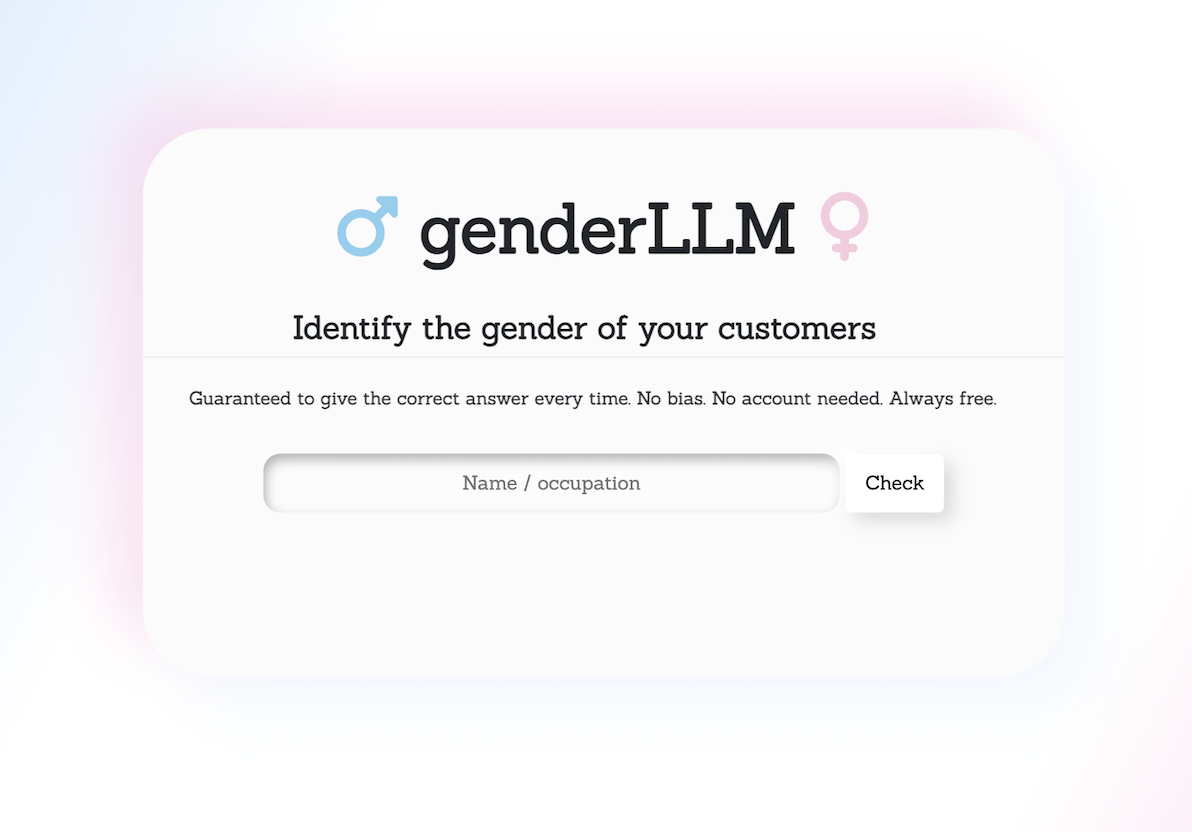 genderLLM
Identify the gender of your customers
Guaranteed to give the correct answer every time. No bias. No account needed. Always free.
Name / occupation
Check